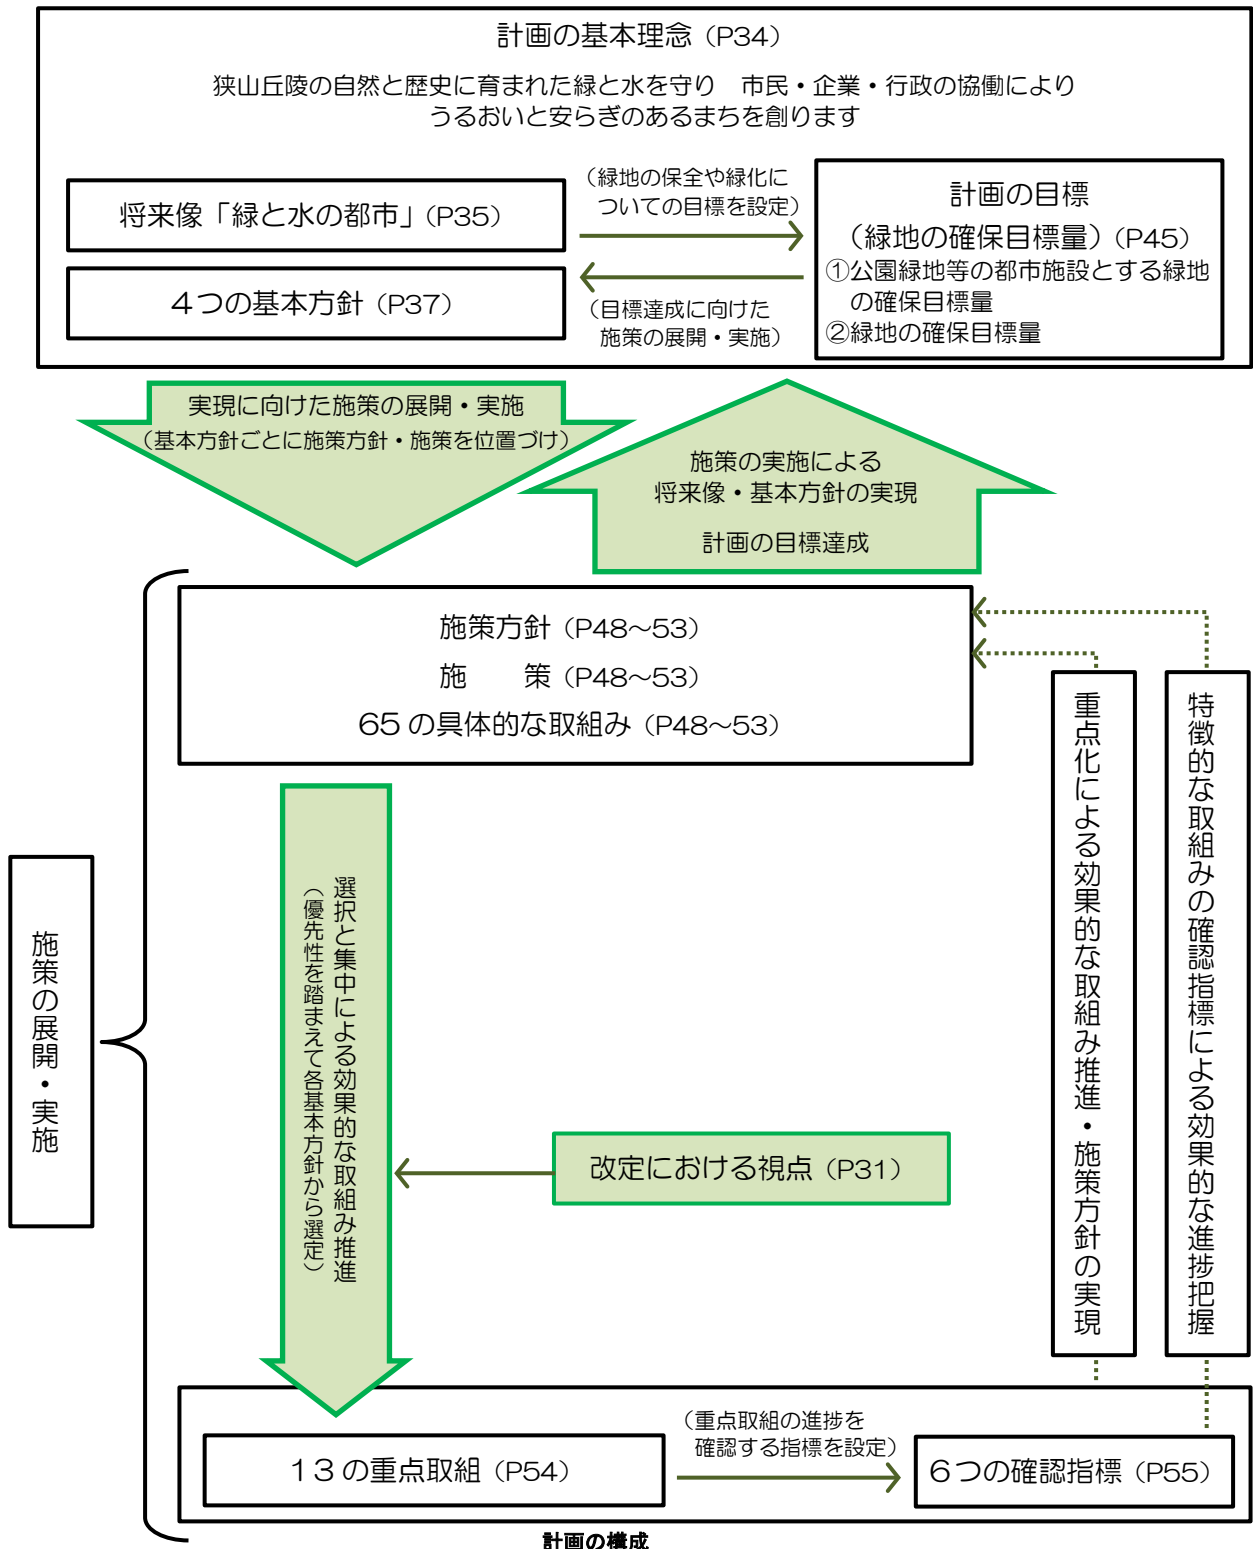 計画の基本理念（P34）
狭山丘陵の自然と歴史に育まれた緑と水を守り　市民・企業・行政の協働により
うるおいと安らぎのあるまちを創ります
将来像「緑と水の都市」（P35）
４つの基本方針（P37）
（緑地の保全や緑化に
ついての目標を設定）
（目標達成に向けた
施策の展開・実施）
計画の目標
（緑地の確保目標量）（P45）
①公園緑地等の都市施設とする緑地
の確保目標量
②緑地の確保目標量
実現に向けた施策の展開・実施
（基本方針ごとに施策方針・施策を位置づけ）
施策の実施による
将来像・基本方針の実現
計画の目標達成
施策方針（P48～53）
施　　策（P48～53）
65の具体的な取組み（P48～53）
施策の展開・実施
選択と集中による効果的な取組み推進
（優先性を踏まえて各基本方針から選定）
改定における視点（P31）
重点化による効果的な取組み推進・施策方針の実現
特徴的な取組みの確認指標による効果的な進捗把握
１３の重点取組（P54）
（重点取組の進捗を
確認する指標を設定）
６つの確認指標（P55）
計画の構成